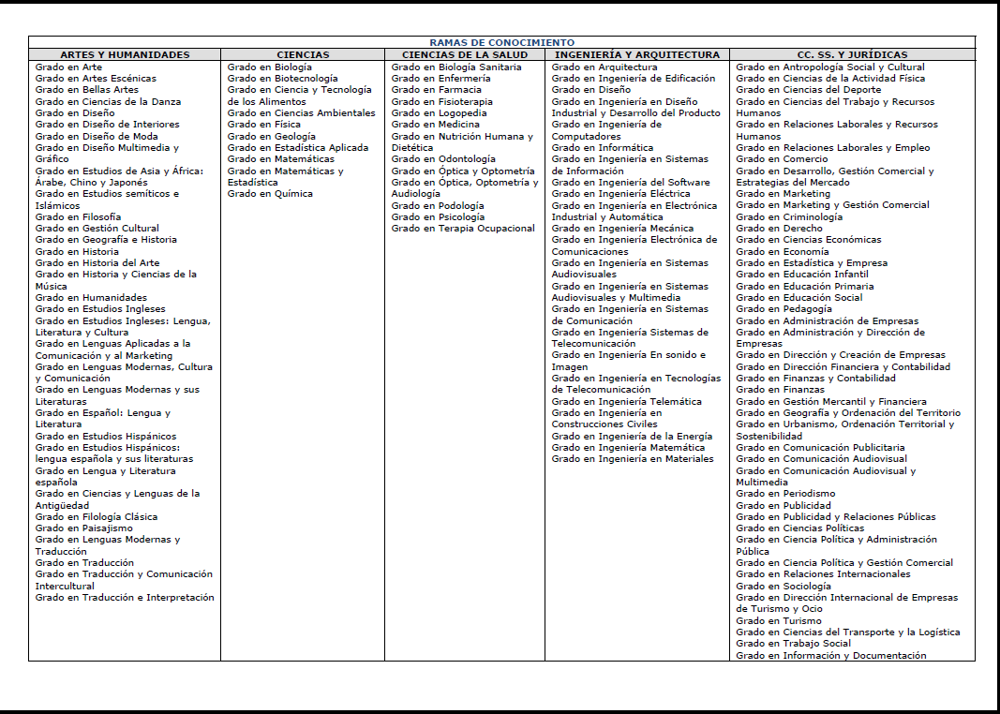 RAMAS DE CONOCIMIENTO
ARTES Y HUMANIDADES
Grado en Arte
Grado en Artes Escénicas
Grado en Bellas Artes
Grado en Ciencias de la Danza
Grado en Diseño
Grado en Diseño de Interiores
Grado en Diseño de Moda
Grado en Diseño Multimedia y
Gráfico
Grado en Estudios de Asia y África:
Árabe, Chino y Japonés
Grado en Estudios semíticos e
Islámicos
Grado en Filosofía
Grado en Gestión Cultural
Grado en Geografía e Historia
Grado en Historia
Grado en Historia del Arte
Grado en Historia y Ciencias de la
Música
Grado en Humanidades
Grado en Estudios Ingleses
Grado en Estudios Ingleses: Lengua,
Literatura y Cultura
Grado en Lenguas Aplicadas a la
Comunicación y al Marketing
Grado en Lenguas Modernas, Cultura
y Comunicación
Grado en Lenguas Modernas y sus
Literaturas
Grado en Español: Lengua y
Literatura
Grado en Estudios Hispánicos
Grado en Estudios Hispánicos:
lengua española y sus literaturas
Grado en Lengua y Literatura
española
Grado en Ciencias y Lenguas de la
Antigüedad
Grado en Filología Clásica
Grado en Paisajismo
Grado en Lenguas Modernas y
Traducción
Grado en Traducción
Grado en Traducción y Comunicación
Intercultural
Grado en Traducción e Interpretación
CIENCIAS
Grado en Biología
Grado en Biotecnología
Grado en Ciencia y Tecnología
de los Alimentos
Grado en Ciencias Ambientales
Grado en Física
Grado en Geología
Grado en Estadística Aplicada
Grado en Matemáticas
Grado en Matemáticas y
Estadística
Grado en Química
CIENCIAS DE LA SALUD
Grado en Biología Sanitaria
Grado en Enfermería
Grado en Farmacia
Grado en Fisioterapia
Grado en Logopedia
Grado en Medicina
Grado en Nutrición Humana y
Dietética
Grado en Odontología
Grado en Óptica y Optometría
Grado en Óptica, Optometría y
Audiología
Grado en Podología
Grado en Psicología
Grado en Terapia Ocupacional
INGENIERÍA Y ARQUITECTURA
Grado en Arquitectura
Grado en Ingeniería de Edificación
Grado en Diseño
Grado en Ingeniería en Diseño
Industrial y Desarrollo del Producto
Grado en Ingeniería de
Computadores
Grado en Informática
Grado en Ingeniería en Sistemas
de Información
Grado en Ingeniería del Software
Grado en Ingeniería Eléctrica
Grado en Ingeniería en Electrónica
Industrial y Automática
Grado en Ingeniería Mecánica
Grado en Ingeniería Electrónica de
Comunicaciones
Grado en Ingeniería en Sistemas
Audiovisuales
Grado en Ingeniería en Sistemas
Audiovisuales y Multimedia
Grado en Ingeniería en Sistemas
de Comunicación
Grado en Ingeniería Sistemas de
Telecomunicación
Grado en Ingeniería En sonido e
Imagen
Grado en Ingeniería en Tecnologías
de Telecomunicación
Grado en Ingeniería Telemática
Grado en Ingeniería en
Construcciones Civiles
Grado en Ingeniería de la Energía
Grado en Ingeniería Matemática
Grado en Ingeniería en Materiales
CC. SS. Y JURÍDICAS
Grado en Antropología Social y Cultural
Grado en Ciencias de la Actividad Física
Grado en Ciencias del Deporte
Grado en Ciencias del Trabajo y Recursos
Humanos
Grado en Relaciones Laborales y Recursos
Humanos
Grado en Relaciones Laborales y Empleo
Grado en Comercio
Grado en Desarrollo, Gestión Comercial y
Estrategias del Mercado
Grado en Marketing
Grado en Marketing y Gestión Comercial
Grado en Criminología
Grado en Derecho
Grado en Ciencias Económicas
Grado en Economía
Grado en Estadística y Empresa
Grado en Educación Infantil
Grado en Educación Primaria
Grado en Educación Social
Grado en Pedagogía
Grado en Administración de Empresas
Grado en Administración y Dirección de
Empresas
Grado en Dirección y Creación de Empresas
Grado en Dirección Financiera y Contabilidad
Grado en Finanzas y Contabilidad
Grado en Finanzas
Grado en Gestión Mercantil y Financiera
Grado en Geografía y Ordenación del Territorio
Grado en Urbanismo, Ordenación Territorial y
Sostenibilidad
Grado en Comunicación Publicitaria
Grado en Comunicación Audiovisual
Grado en Comunicación Audiovisual y
Multimedia
Grado en Periodismo
Grado en Publicidad
Grado en Publicidad y Relaciones Públicas
Grado en Ciencias Políticas
Grado en Ciencia Política y Administración
Pública
Grado en Ciencia Política y Gestión Comercial
Grado en Relaciones Internacionales
Grado en Sociología
Grado en Dirección Internacional de Empresas
de Turismo y Ocio
Grado en Turismo
Grado en Ciencias del Transporte y la Logística
Grado en Trabajo Social
Grado en Información y Documentación